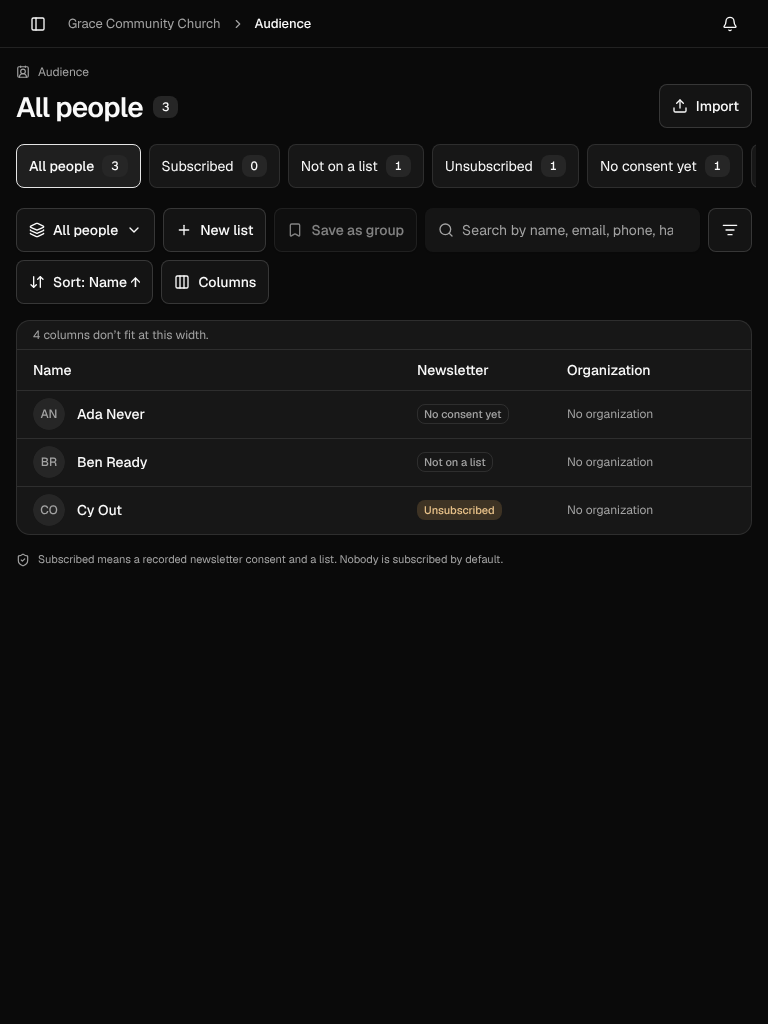 Grace Community Church > Audience
Audience
All people 3
Import
All people 3 Subscribed 0 Not on a list 1 Unsubscribed 1 No consent yet 1
All people New list Save as group Search by name, email, phone, ha
Sort: Name ↑ Columns
4 columns don’t fit at this width.
Name Newsletter Organization
AN Ada Never No consent yet No organization
BR Ben Ready Not on a list No organization
CO Cy Out Unsubscribed No organization
Subscribed means a recorded newsletter consent and a list. Nobody is subscribed by default.